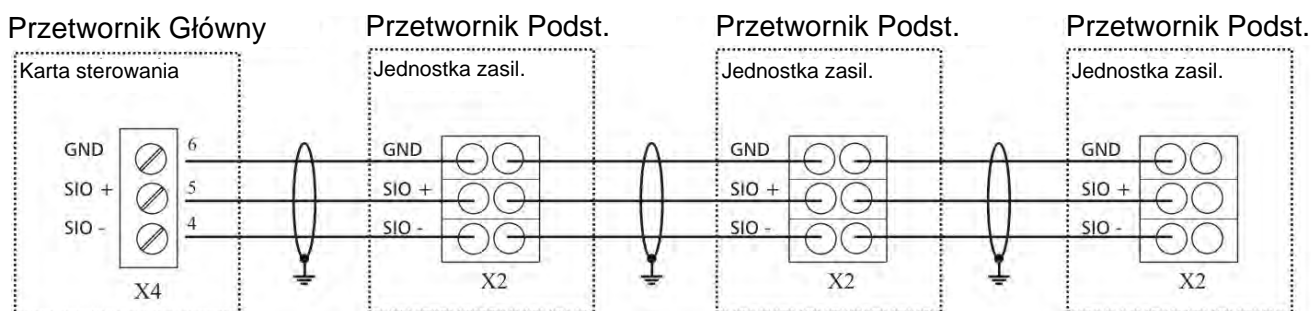 Przetwornik Główny
Przetwornik Podst.
Przetwornik Podst.
Przetwornik Podst.
Karta sterowania
Jednostka zasil.
Jednostka zasil.
Jednostka zasil.
GND 6
SIO + 5
SIO - 4
X4
GND
SIO +
SIO -
X2
GND
SIO +
SIO -
X2
GND
SIO +
SIO -
X2